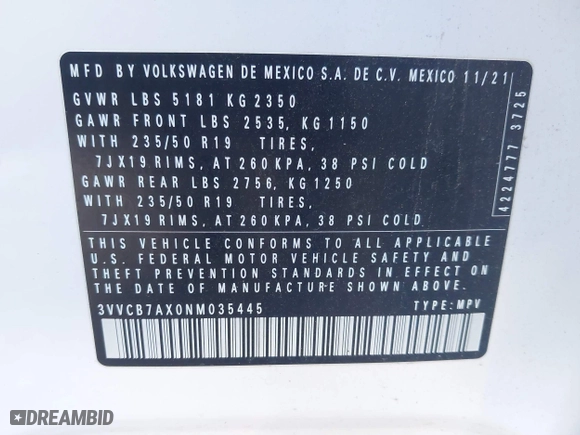 MFD BY VOLKSWAGEN DE MEXICO S.A. DE C.V. MEXICO 11/21
GVWR LBS 5181 KG 2350
GAWR FRONT LBS 2535, KG 1150
WITH 235/50 R19 TIRES,
7JX19 RIMS, AT 260 KPA, 38 PSI COLD
GAWR REAR LBS 2756, KG 1250
WITH 235/50 R19 TIRES,
7JX19 RIMS, AT 260 KPA, 38 PSI COLD
4224777 3725
THIS VEHICLE CONFORMS TO ALL APPLICABLE
U.S. FEDERAL MOTOR VEHICLE SAFETY AND
THEFT PREVENTION STANDARDS IN EFFECT ON
THE DATE OF MANUFACTURE SHOWN ABOVE.
3VVCB7AX0NM035445 TYPE: MPV
DREAMBID